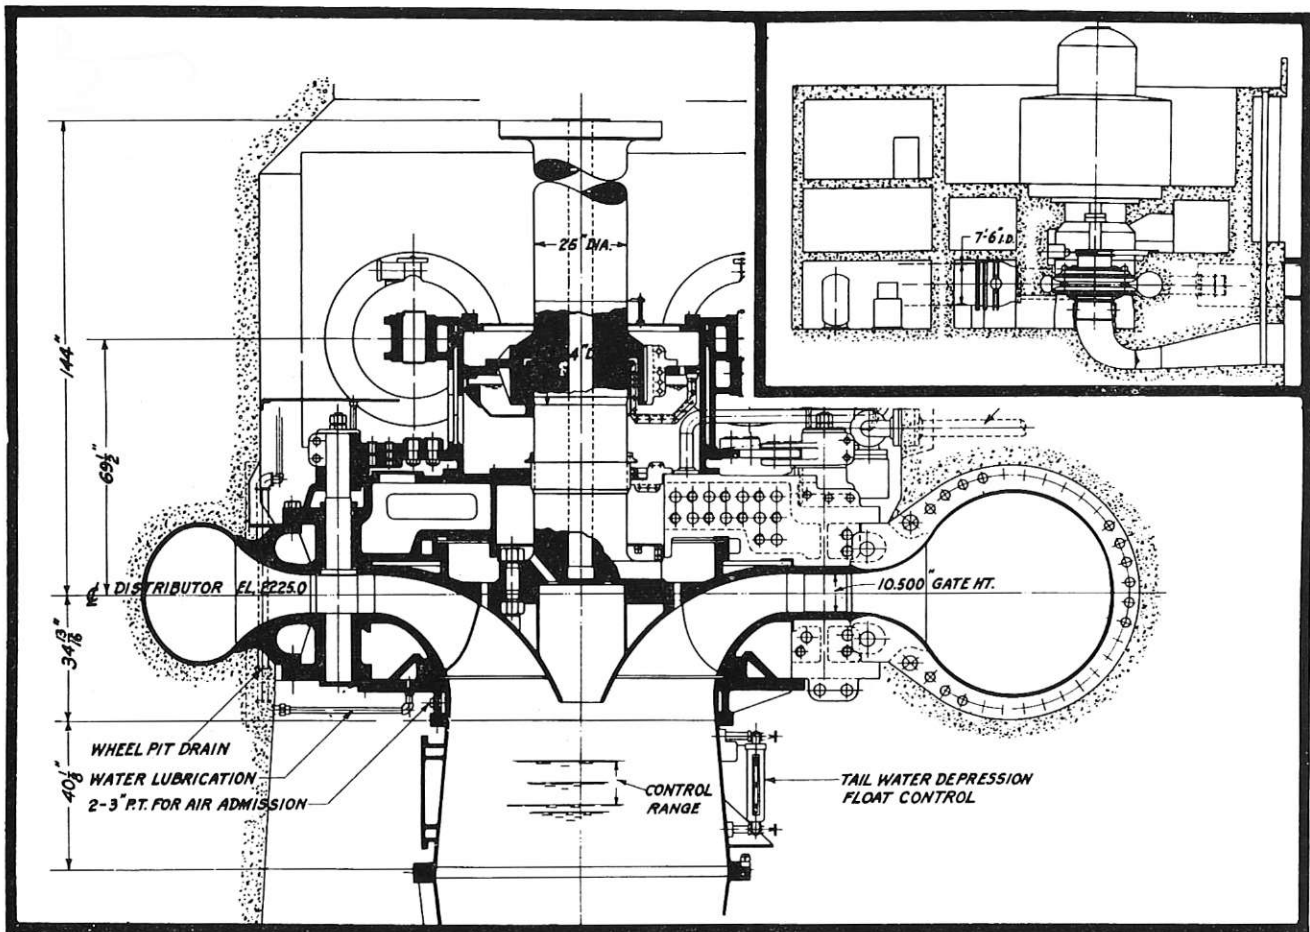 144"
26" DIA.
7'-6" I.D.
69½"
4"D
DISTRIBUTOR EL. 2225.0
10.500" GATE HT.
34 13/16"
WHEEL PIT DRAIN
WATER LUBRICATION
2-3" P.T. FOR AIR ADMISSION
40⅛"
CONTROL
RANGE
TAIL WATER DEPRESSION
FLOAT CONTROL